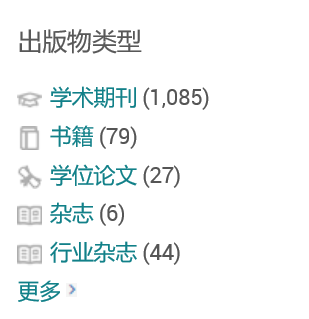 出版物类型
学术期刊 (1,085)
书籍 (79)
学位论文 (27)
杂志 (6)
行业杂志 (44)
更多